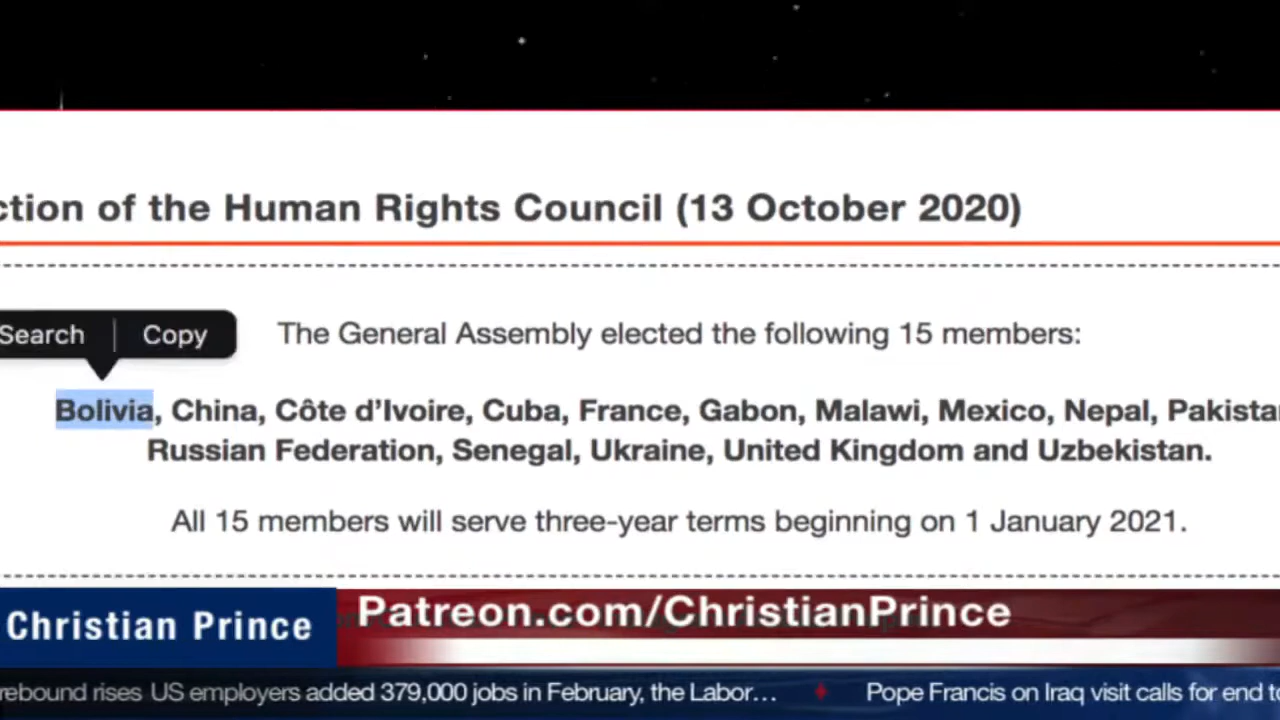 ction of the Human Rights Council (13 October 2020)
Search Copy
The General Assembly elected the following 15 members:
Bolivia, China, Côte d’Ivoire, Cuba, France, Gabon, Malawi, Mexico, Nepal, Pakistan
Russian Federation, Senegal, Ukraine, United Kingdom and Uzbekistan.
All 15 members will serve three-year terms beginning on 1 January 2021.
Christian Prince
Patreon.com/ChristianPrince
rebound rises US employers added 379,000 jobs in February, the Labor... Pope Francis on Iraq visit calls for end to